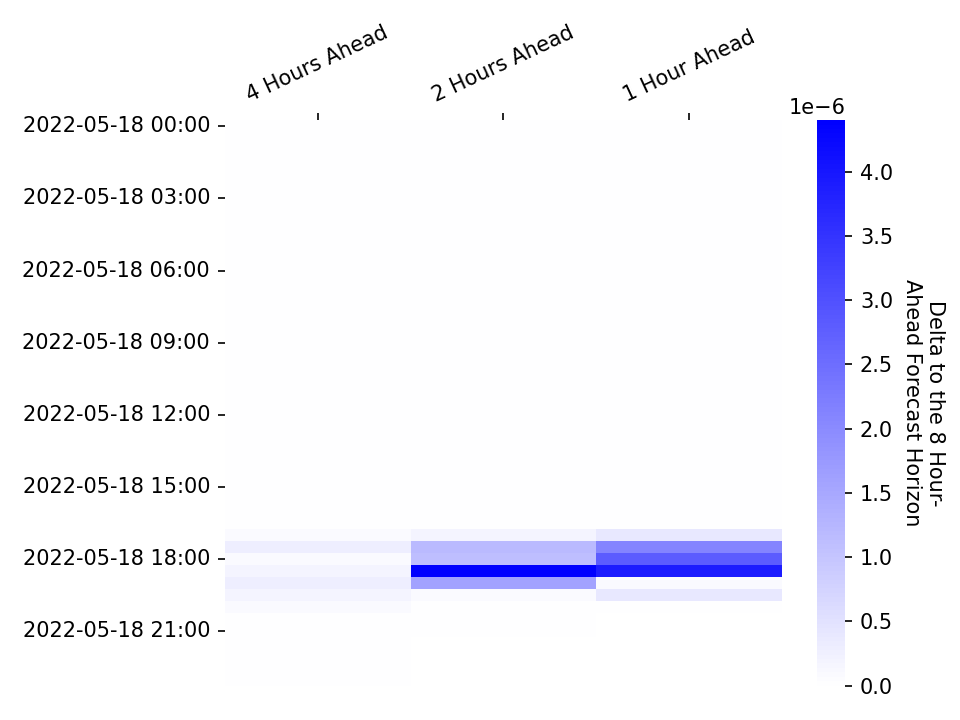 4 Hours Ahead
2 Hours Ahead
1 Hour Ahead
2022-05-18 00:00
2022-05-18 03:00
2022-05-18 06:00
2022-05-18 09:00
2022-05-18 12:00
2022-05-18 15:00
2022-05-18 18:00
2022-05-18 21:00
1e−6
4.0
3.5
3.0
2.5
2.0
1.5
1.0
0.5
0.0
Delta to the 8 Hour-
Ahead Forecast Horizon